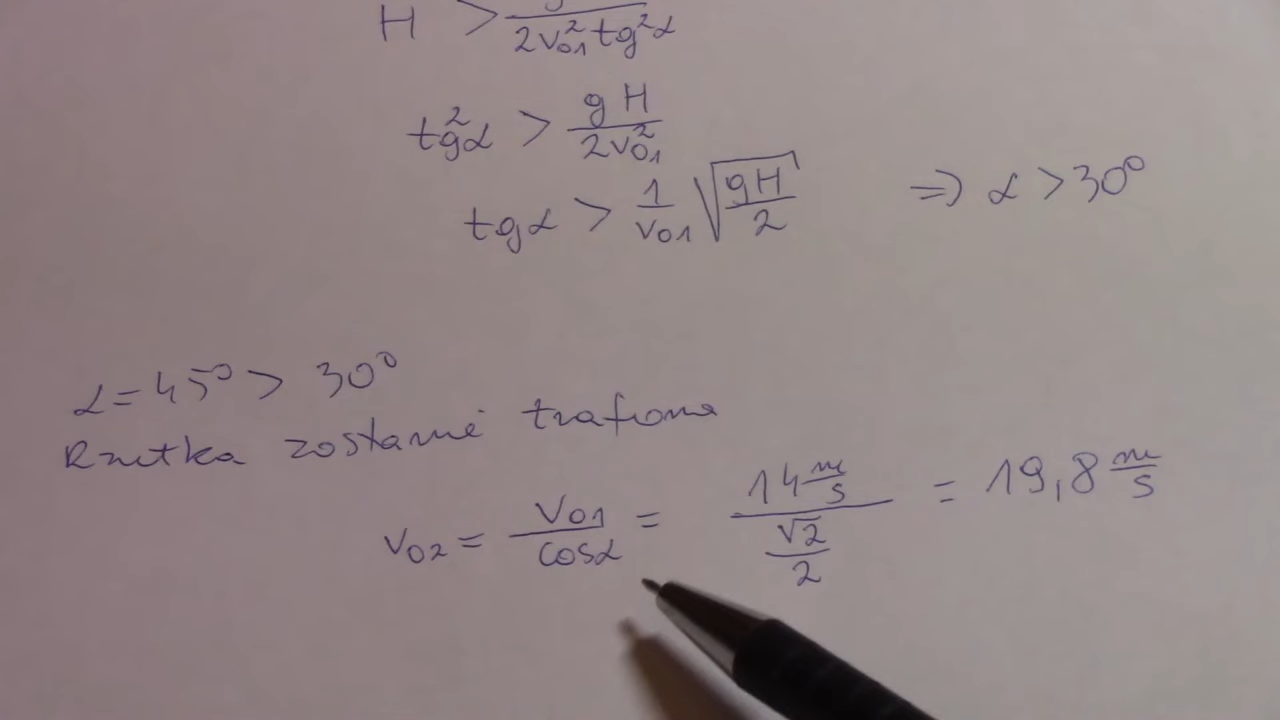 H > g / 2v₀₁² tg²α
tg²α > gH / 2v₀₁²
tgα > 1/v₀₁ √(gH/2) ⇒ α > 30°
α = 45° > 30°
Rzutka zostanie trafiona
v₀₂ = v₀₁/cosα = 14 m/s / (√2/2) = 19,8 m/s